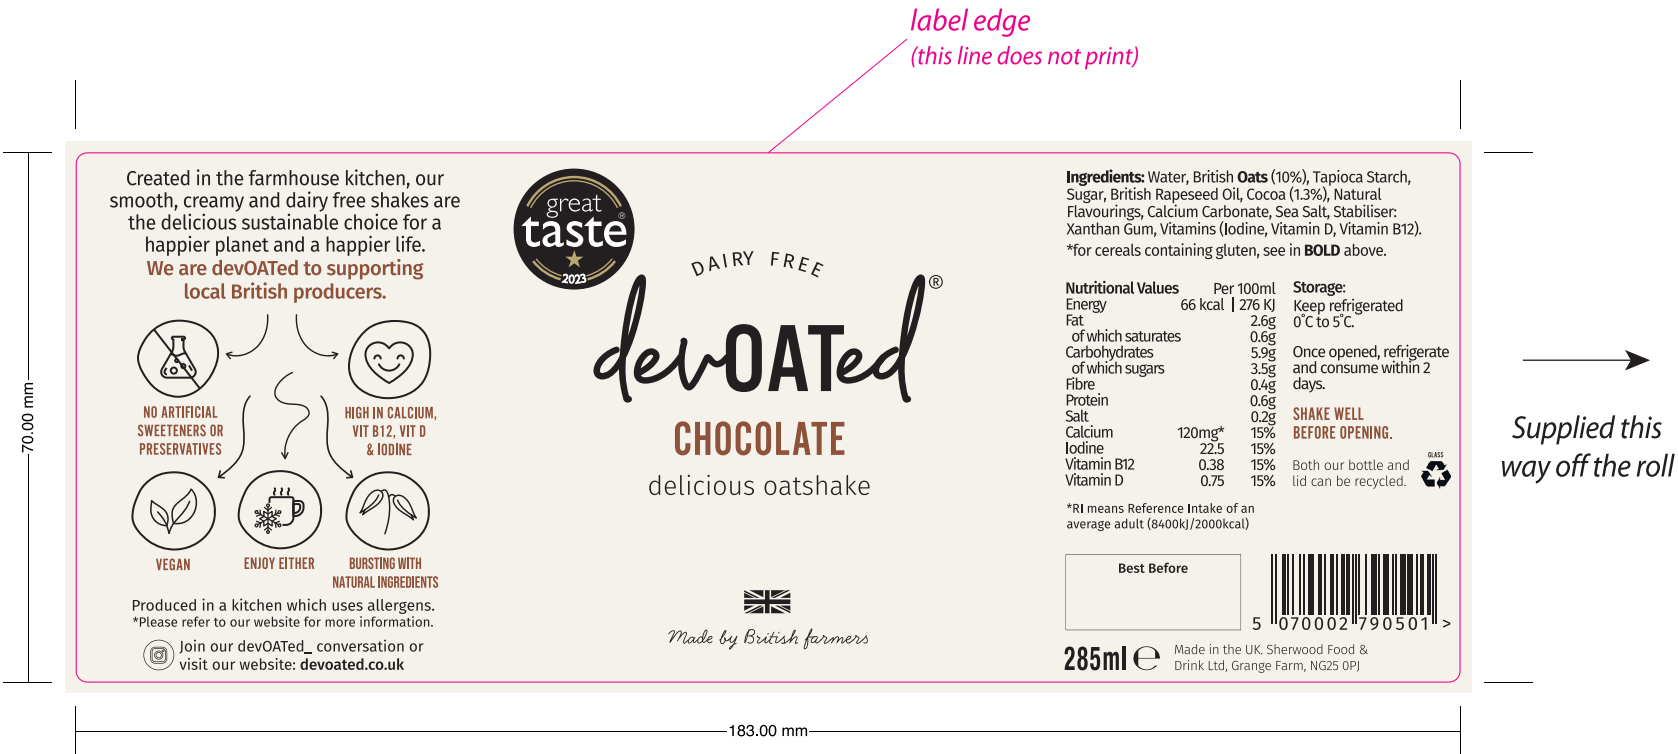 label edge
(this line does not print)
Created in the farmhouse kitchen, our
smooth, creamy and dairy free shakes are
the delicious sustainable choice for a
happier planet and a happier life.
We are devOATed to supporting
local British producers.
NO ARTIFICIAL
SWEETENERS OR
PRESERVATIVES
HIGH IN CALCIUM,
VIT B12, VIT D
& IODINE
VEGAN
ENJOY EITHER
BURSTING WITH
NATURAL INGREDIENTS
Produced in a kitchen which uses allergens.
*Please refer to our website for more information.
Join our devOATed_ conversation or
visit our website: devoated.co.uk
great
taste®
2023
DAIRY FREE
devOATed®
CHOCOLATE
delicious oatshake
Made by British farmers
Ingredients: Water, British Oats (10%), Tapioca Starch,
Sugar, British Rapeseed Oil, Cocoa (1.3%), Natural
Flavourings, Calcium Carbonate, Sea Salt, Stabiliser:
Xanthan Gum, Vitamins (Iodine, Vitamin D, Vitamin B12).
*for cereals containing gluten, see in BOLD above.
Nutritional Values Per 100ml
Energy 66 kcal | 276 KJ
Fat 2.6g
of which saturates 0.6g
Carbohydrates 5.9g
of which sugars 3.5g
Fibre 0.4g
Protein 0.6g
Salt 0.2g
Calcium 120mg* 15%
Iodine 22.5 15%
Vitamin B12 0.38 15%
Vitamin D 0.75 15%
*RI means Reference Intake of an
average adult (8400kJ/2000kcal)
Storage:
Keep refrigerated
0°C to 5°C.
Once opened, refrigerate
and consume within 2
days.
SHAKE WELL
BEFORE OPENING.
Both our bottle and
lid can be recycled.
GLASS
Best Before
5 070002 790501 >
285ml ℮
Made in the UK. Sherwood Food &
Drink Ltd, Grange Farm, NG25 0PJ
Supplied this
way off the roll
70.00 mm
183.00 mm